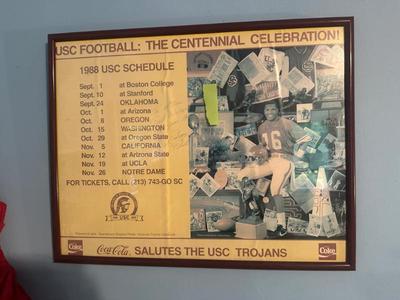 USC FOOTBALL: THE CENTENNIAL CELEBRATION!
1988 USC SCHEDULE
Sept. 1 at Boston College
Sept. 10 at Stanford
Sept. 24 OKLAHOMA
Oct. 1 at Arizona
Oct. 8 OREGON
Oct. 15 WASHINGTON
Oct. 29 at Oregon State
Nov. 5 CALIFORNIA
Nov. 12 at Arizona State
Nov. 19 at UCLA
Nov. 26 NOTRE DAME
FOR TICKETS, CALL (213) 743-GO SC
USC
16
Coke
Coca-Cola SALUTES THE USC TROJANS
Coke